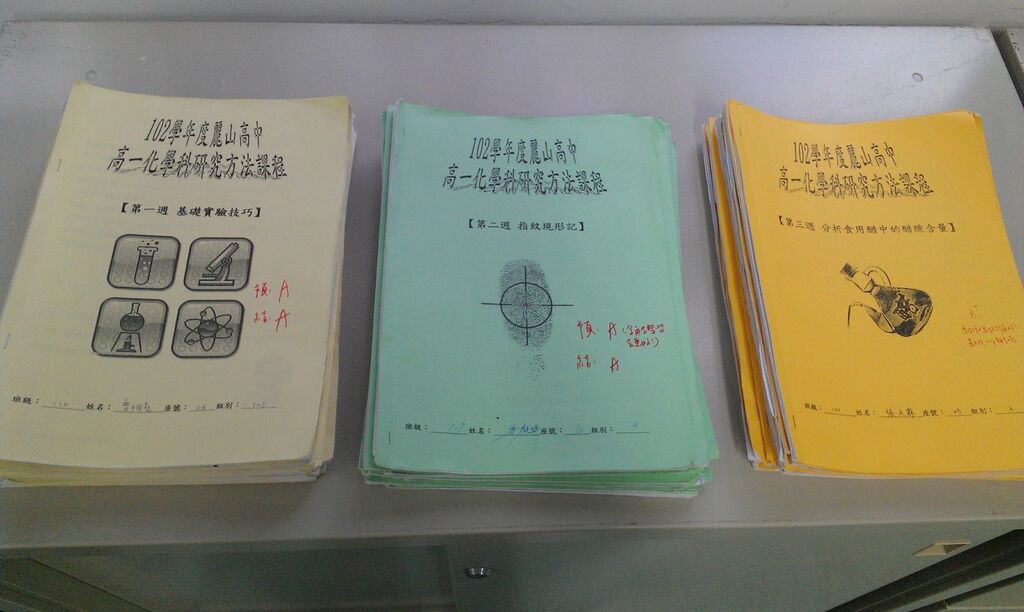 102學年度麗山高中
高一化學科研究方法課程
【第一週 基礎實驗技巧】
預: A
結: A
班級: 姓名: 座號: 24 組別:
102學年度麗山高中
高一化學科研究方法課程
【第二週 指紋現形記】
預: A
結: A
班級: 107 姓名: 座號: 組別:
102學年度麗山高中
高一化學科研究方法課程
【第三週 分析食用醋中的醋酸含量】
班級: 姓名: 座號: 組別: